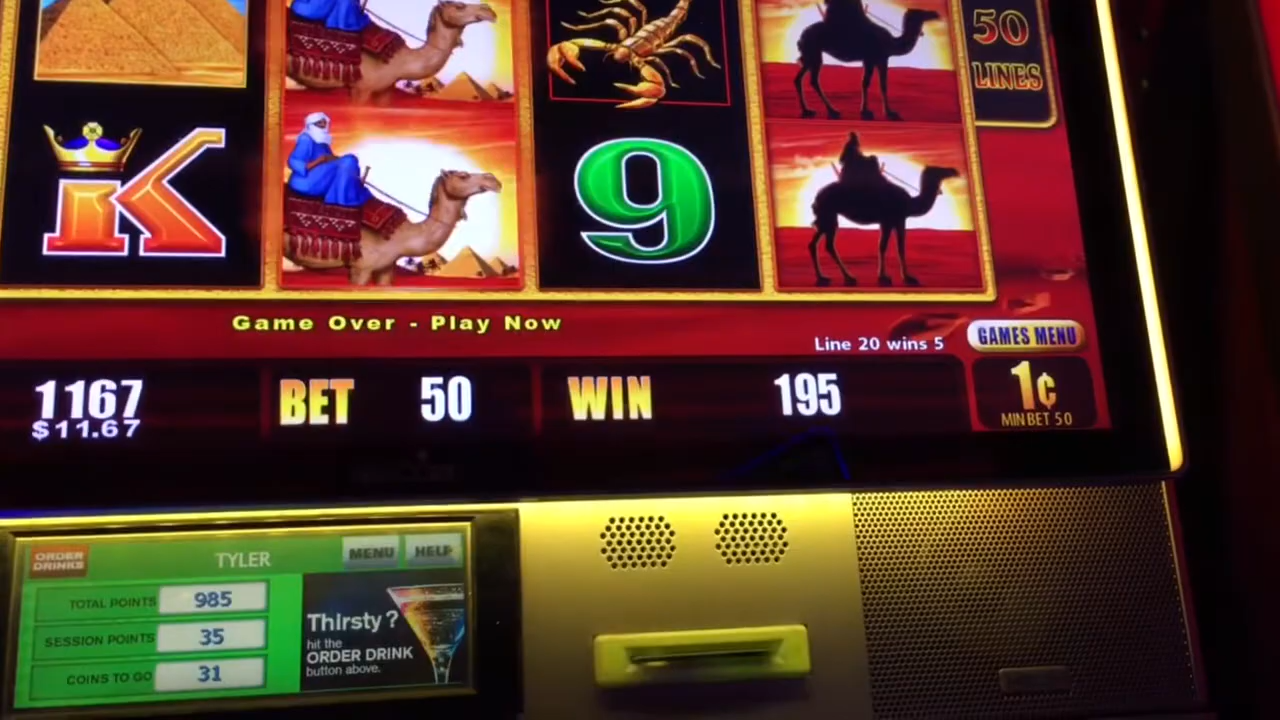 50
LINES
K
9
Game Over - Play Now
Line 20 wins 5
GAMES MENU
1167
$11.67
BET 50
WIN 195
1¢
MIN BET 50
ORDER
DRINKS
TYLER
MENU
HELP
TOTAL POINTS 985
SESSION POINTS 35
COINS TO GO 31
Thirsty?
hit the
ORDER DRINK
button above.